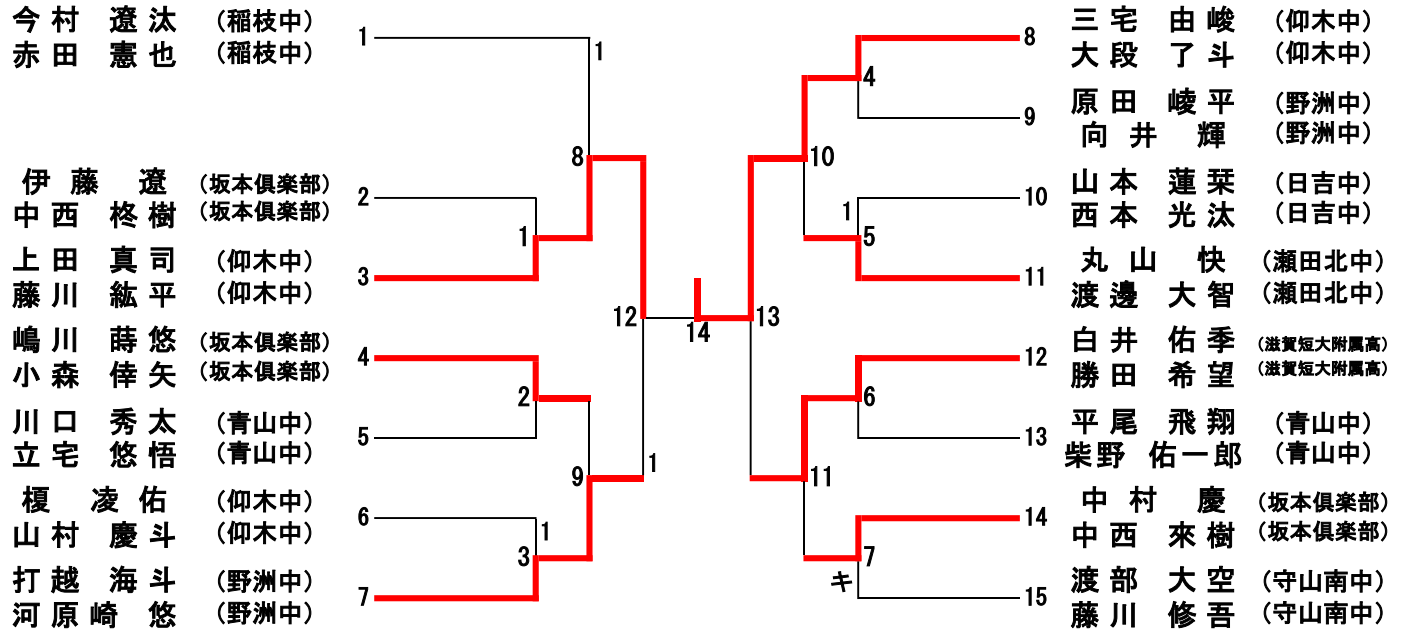 今村 遼汰 (稲枝中) 1
赤田 憲也 (稲枝中)
伊藤 遼 (坂本倶楽部) 2
中西 柊樹 (坂本倶楽部)
上田 真司 (仰木中) 3
藤川 紘平 (仰木中)
嶋川 蒔悠 (坂本倶楽部) 4
小森 倖矢 (坂本倶楽部)
川口 秀太 (青山中) 5
立宅 悠悟 (青山中)
榎 凌佑 (仰木中) 6
山村 慶斗 (仰木中)
打越 海斗 (野洲中) 7
河原崎 悠 (野洲中)
1
8
1
12
2
9
1
1
3
14
13
4
10
1
5
6
11
7
キ
8 三宅 由峻 (仰木中)
大段 了斗 (仰木中)
9 原田 崚平 (野洲中)
向井 輝 (野洲中)
10 山本 蓮栞 (日吉中)
西本 光汰 (日吉中)
11 丸山 快 (瀬田北中)
渡邊 大智 (瀬田北中)
12 白井 佑季 (滋賀短大附属高)
勝田 希望 (滋賀短大附属高)
13 平尾 飛翔 (青山中)
柴野 佑一郎 (青山中)
14 中村 慶 (坂本倶楽部)
中西 來樹 (坂本倶楽部)
15 渡部 大空 (守山南中)
藤川 修吾 (守山南中)